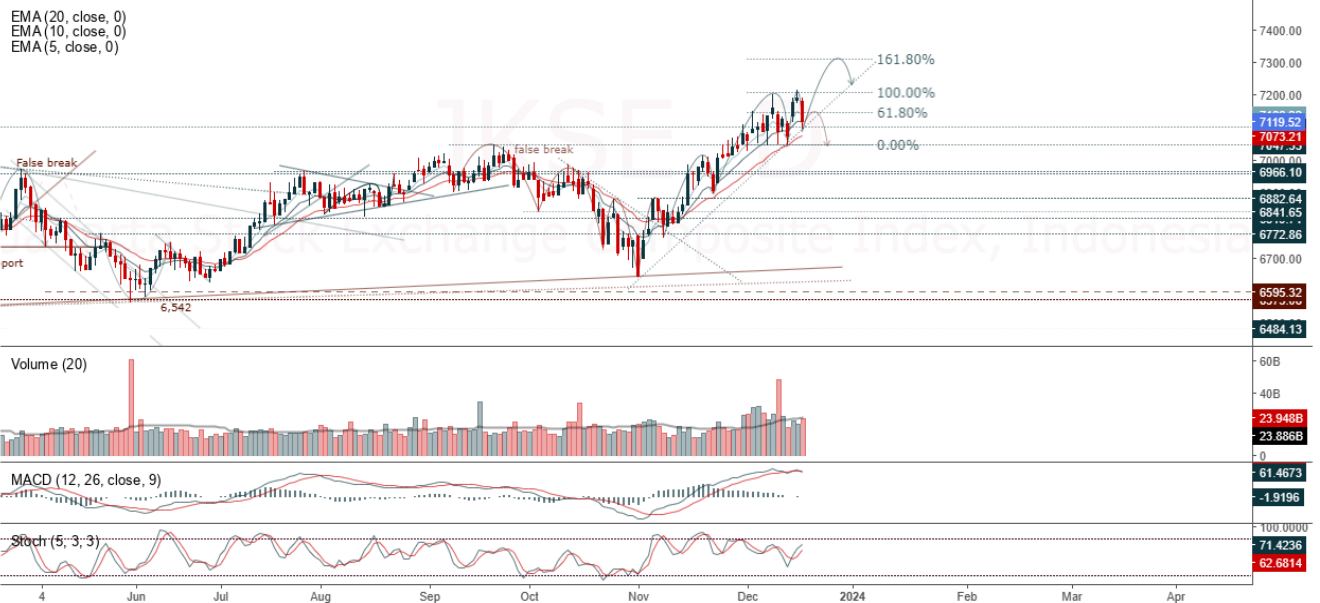 EMA (20, close, 0)
EMA (10, close, 0)
EMA (5, close, 0)
7400.00
7300.00
161.80%
7200.00
100.00%
61.80%
7119.52
7073.21
0.00%
false break
7000.00
False break
6966.10
6882.64
6841.65
6772.86
port
6700.00
6595.32
6,542
6484.13
JKSE
Indonesia
Volume (20)
60B
40B
23.948B
23.886B
0
MACD (12, 26, close, 9)
61.4673
-1.9196
100.0000
Stoch (5, 3, 3)
71.4236
62.6814
4 Jun Jul Aug Sep Oct Nov Dec 2024 Feb Mar Apr